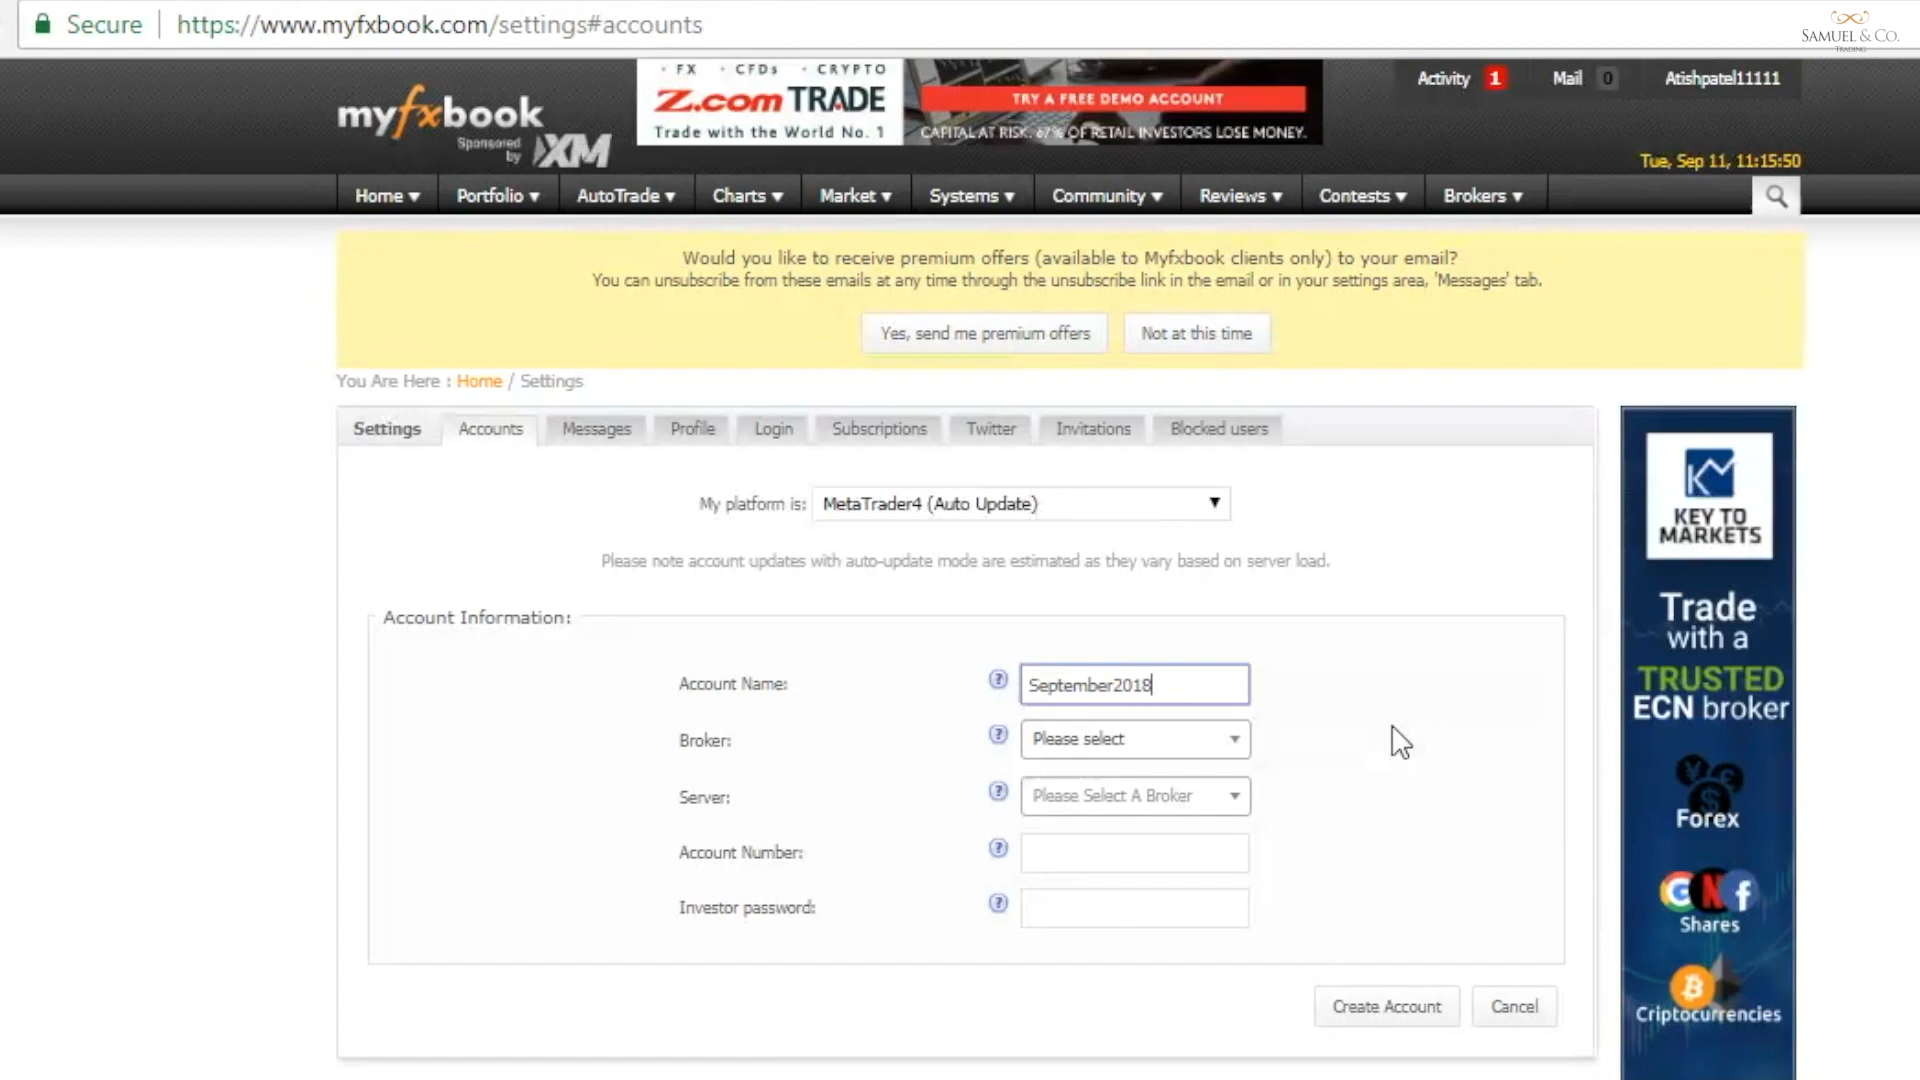 Secure https://www.myfxbook.com/settings#accounts
SAMUEL & CO.
TRADING
Activity 1 Mail 0 Atishpatel11111
myfxbook
Sponsored by XM
· FX · CFDs · CRYPTO
Z.com TRADE
Trade with the World No. 1
TRY A FREE DEMO ACCOUNT
CAPITAL AT RISK. 67% OF RETAIL INVESTORS LOSE MONEY.
Tue, Sep 11, 11:15:50
Home Portfolio AutoTrade Charts Market Systems Community Reviews Contests Brokers
Would you like to receive premium offers (available to Myfxbook clients only) to your email?
You can unsubscribe from these emails at any time through the unsubscribe link in the email or in your settings area, 'Messages' tab.
Yes, send me premium offers Not at this time
You Are Here : Home / Settings
Settings Accounts Messages Profile Login Subscriptions Twitter Invitations Blocked users
My platform is: MetaTrader4 (Auto Update)
Please note account updates with auto-update mode are estimated as they vary based on server load.
Account Information:
Account Name: ? September2018
Broker: ? Please select
Server: ? Please Select A Broker
Account Number: ?
Investor password: ?
Create Account Cancel
KEY TO
MARKETS
Trade
with a
TRUSTED
ECN broker
Forex
Shares
Criptocurrencies